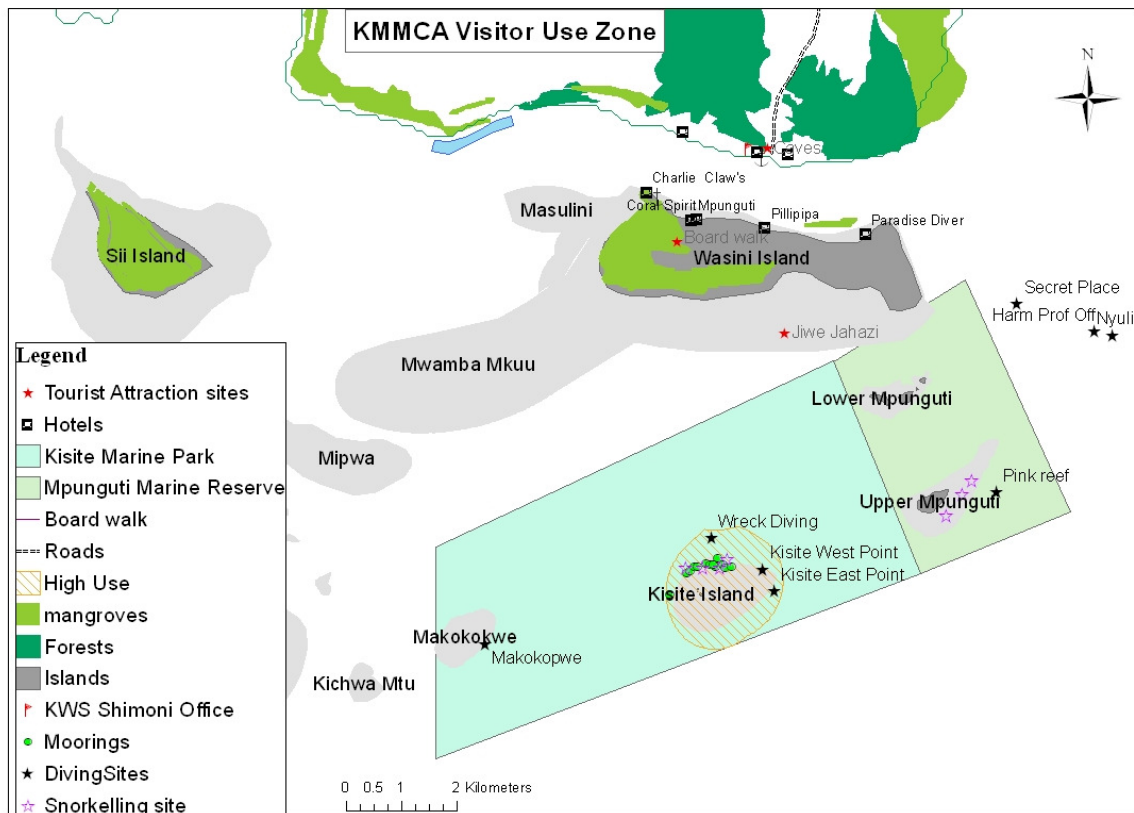 KMMCA Visitor Use Zone
N
Caves
Charlie Claw's
Masulini
Coral Spirit Mpunguti
Pillipipa
Paradise Diver
Board walk
Sii Island
Wasini Island
Secret Place
Harm Prof Off Nyuli
Jiwe Jahazi
Mwamba Mkuu
Lower Mpunguti
Mipwa
Pink reef
Upper Mpunguti
Wreck Diving
Kisite West Point
Kisite East Point
Kisite Island
Makokokwe
Makokopwe
Kichwa Mtu
Legend
Tourist Attraction sites
Hotels
Kisite Marine Park
Mpunguti Marine Reserve
Board walk
Roads
High Use
mangroves
Forests
Islands
KWS Shimoni Office
Moorings
DivingSites
Snorkelling site
0 0.5 1 2 Kilometers